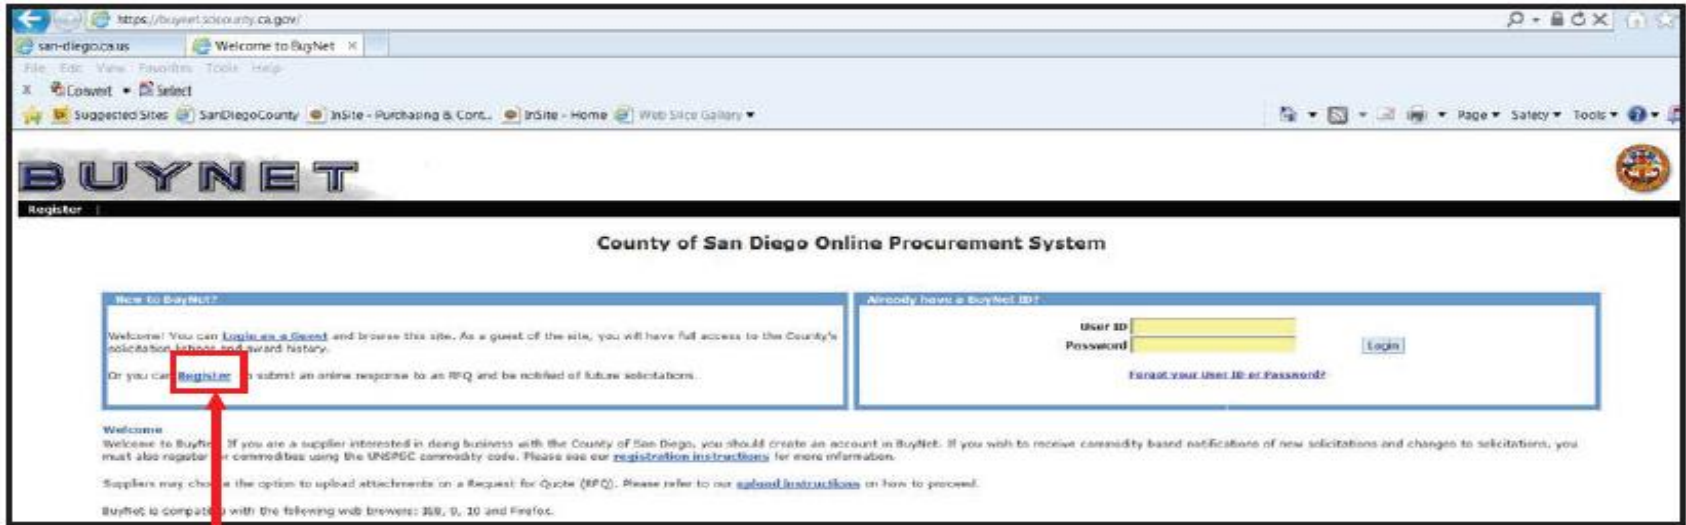 https://buynet.sdcounty.ca.gov/
san-diego.ca.us Welcome to BuyNet ×
File Edit View Favorites Tools Help
x Convert Select
Suggested Sites SanDiegoCounty InSite - Purchasing & Cont... InSite - Home Web Slice Gallery
Page Safety Tools
BUYNET
Register |
County of San Diego Online Procurement System
New to BuyNet?
Welcome! You can Login as a Guest and browse this site. As a guest of the site, you will have full access to the County's
solicitation listings and award history.
Or you can Register to submit an online response to an RFQ and be notified of future solicitations.
Already have a BuyNet ID?
User ID
Password
Login
Forgot your User ID or Password?
Welcome
Welcome to BuyNet. If you are a supplier interested in doing business with the County of San Diego, you should create an account in BuyNet. If you wish to receive commodity based notifications of new solicitations and changes to solicitations, you
must also register for commodities using the UNSPSC commodity code. Please see our registration instructions for more information.
Suppliers may choose the option to upload attachments on a Request for Quote (RFQ). Please refer to our upload instructions on how to proceed.
BuyNet is compatible with the following web browsers: IE8, 9, 10 and Firefox.